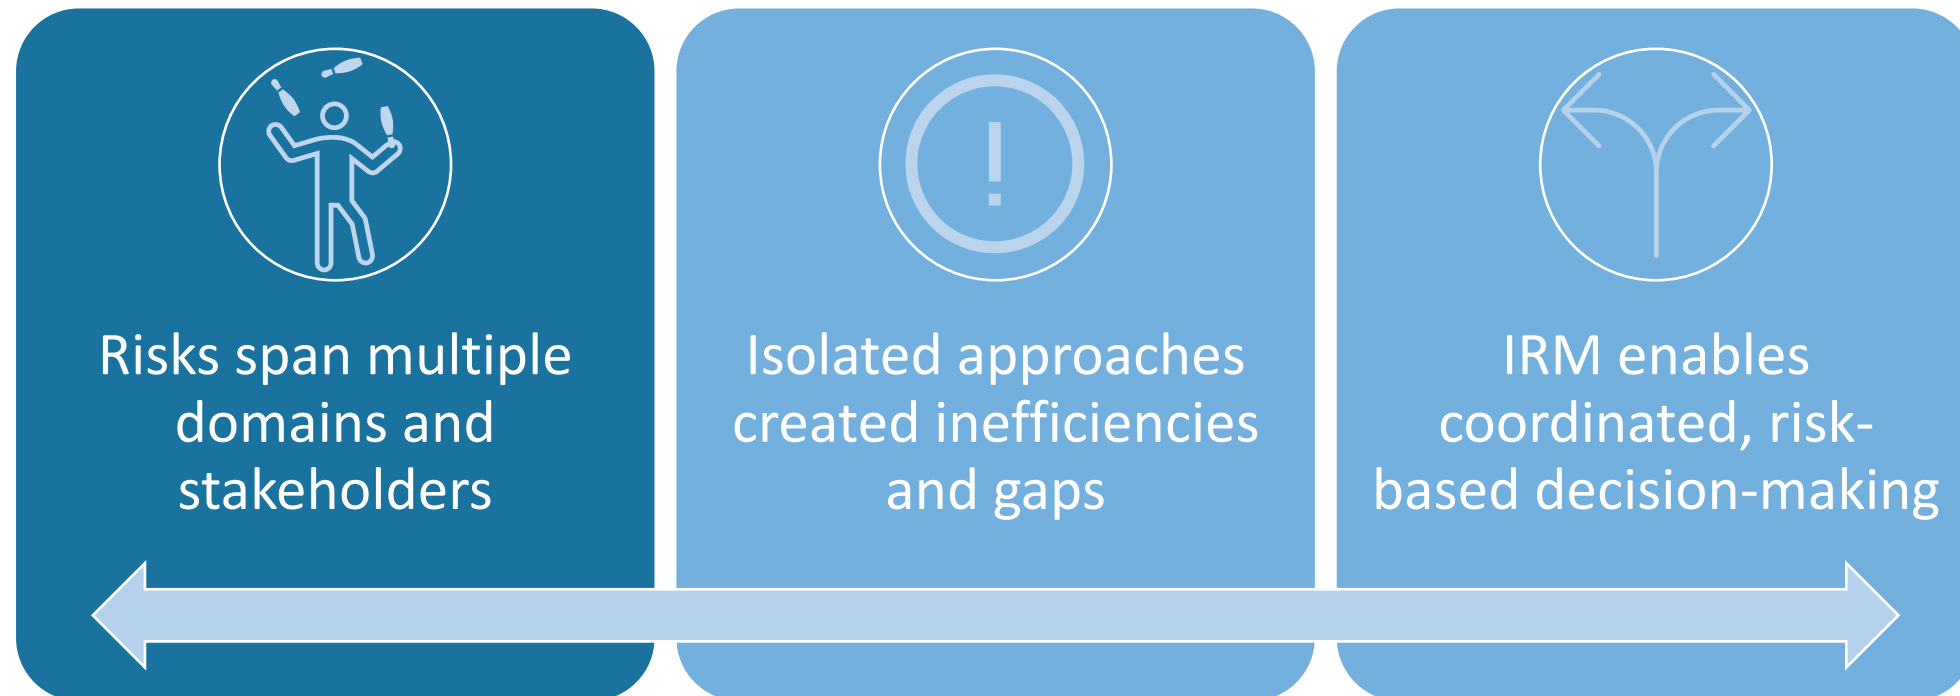 Risks span multiple
domains and
stakeholders
Isolated approaches
created inefficiencies
and gaps
IRM enables
coordinated, risk-
based decision-making